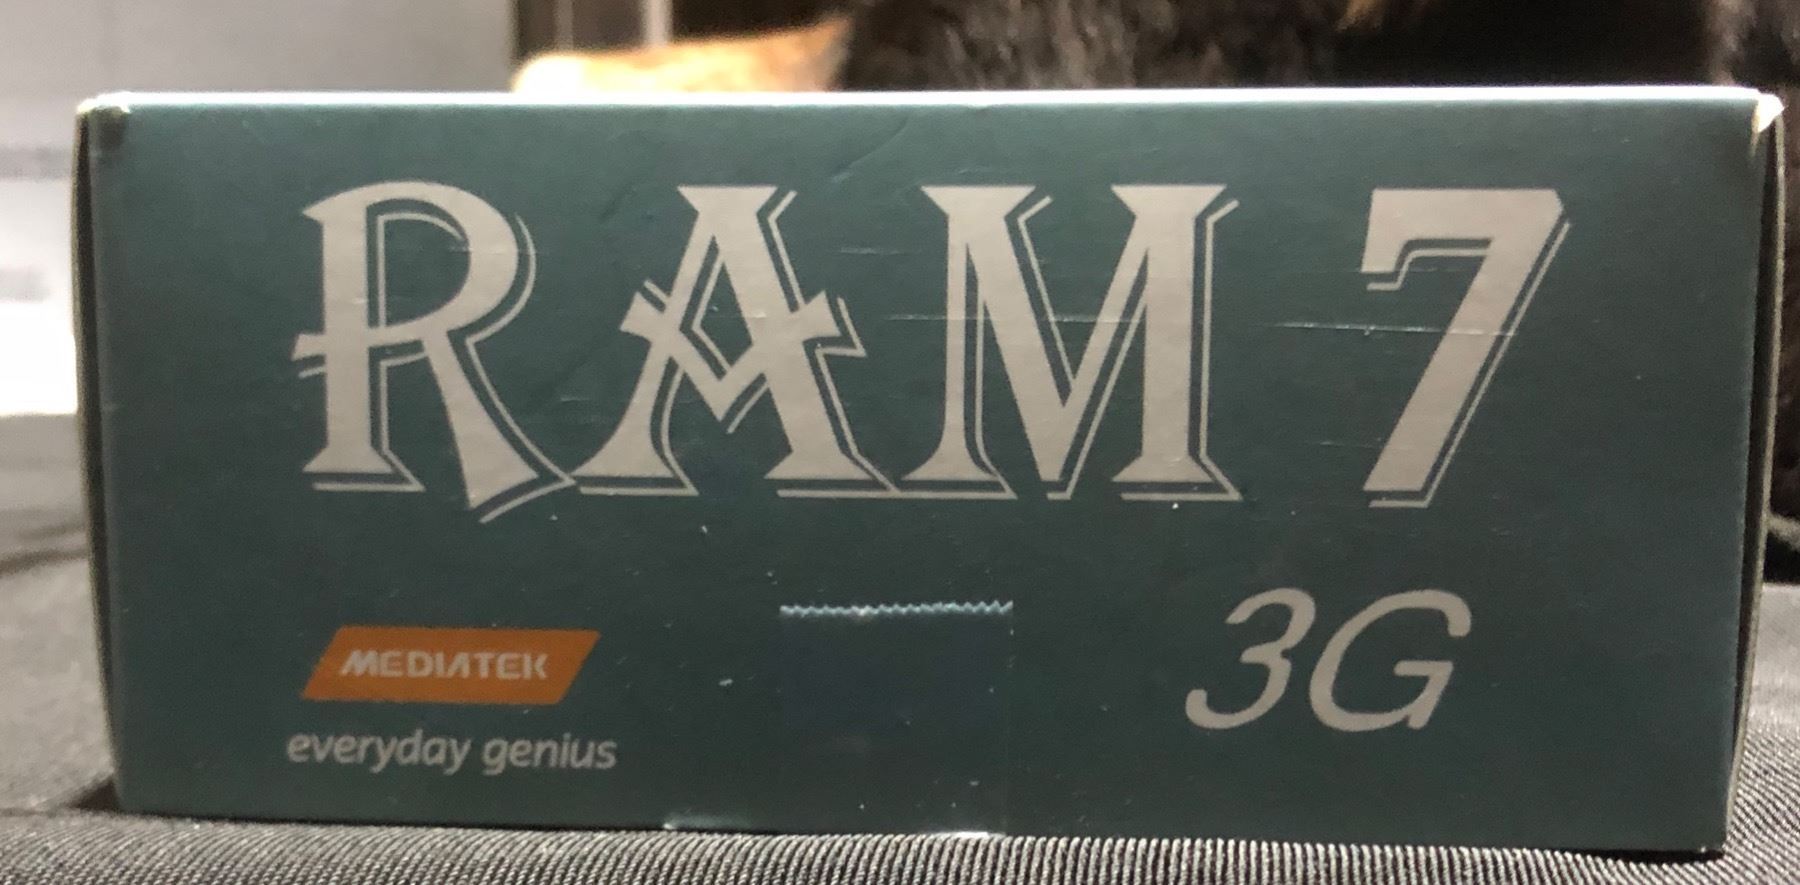 RAM 7
3G
MEDIATEK
everyday genius